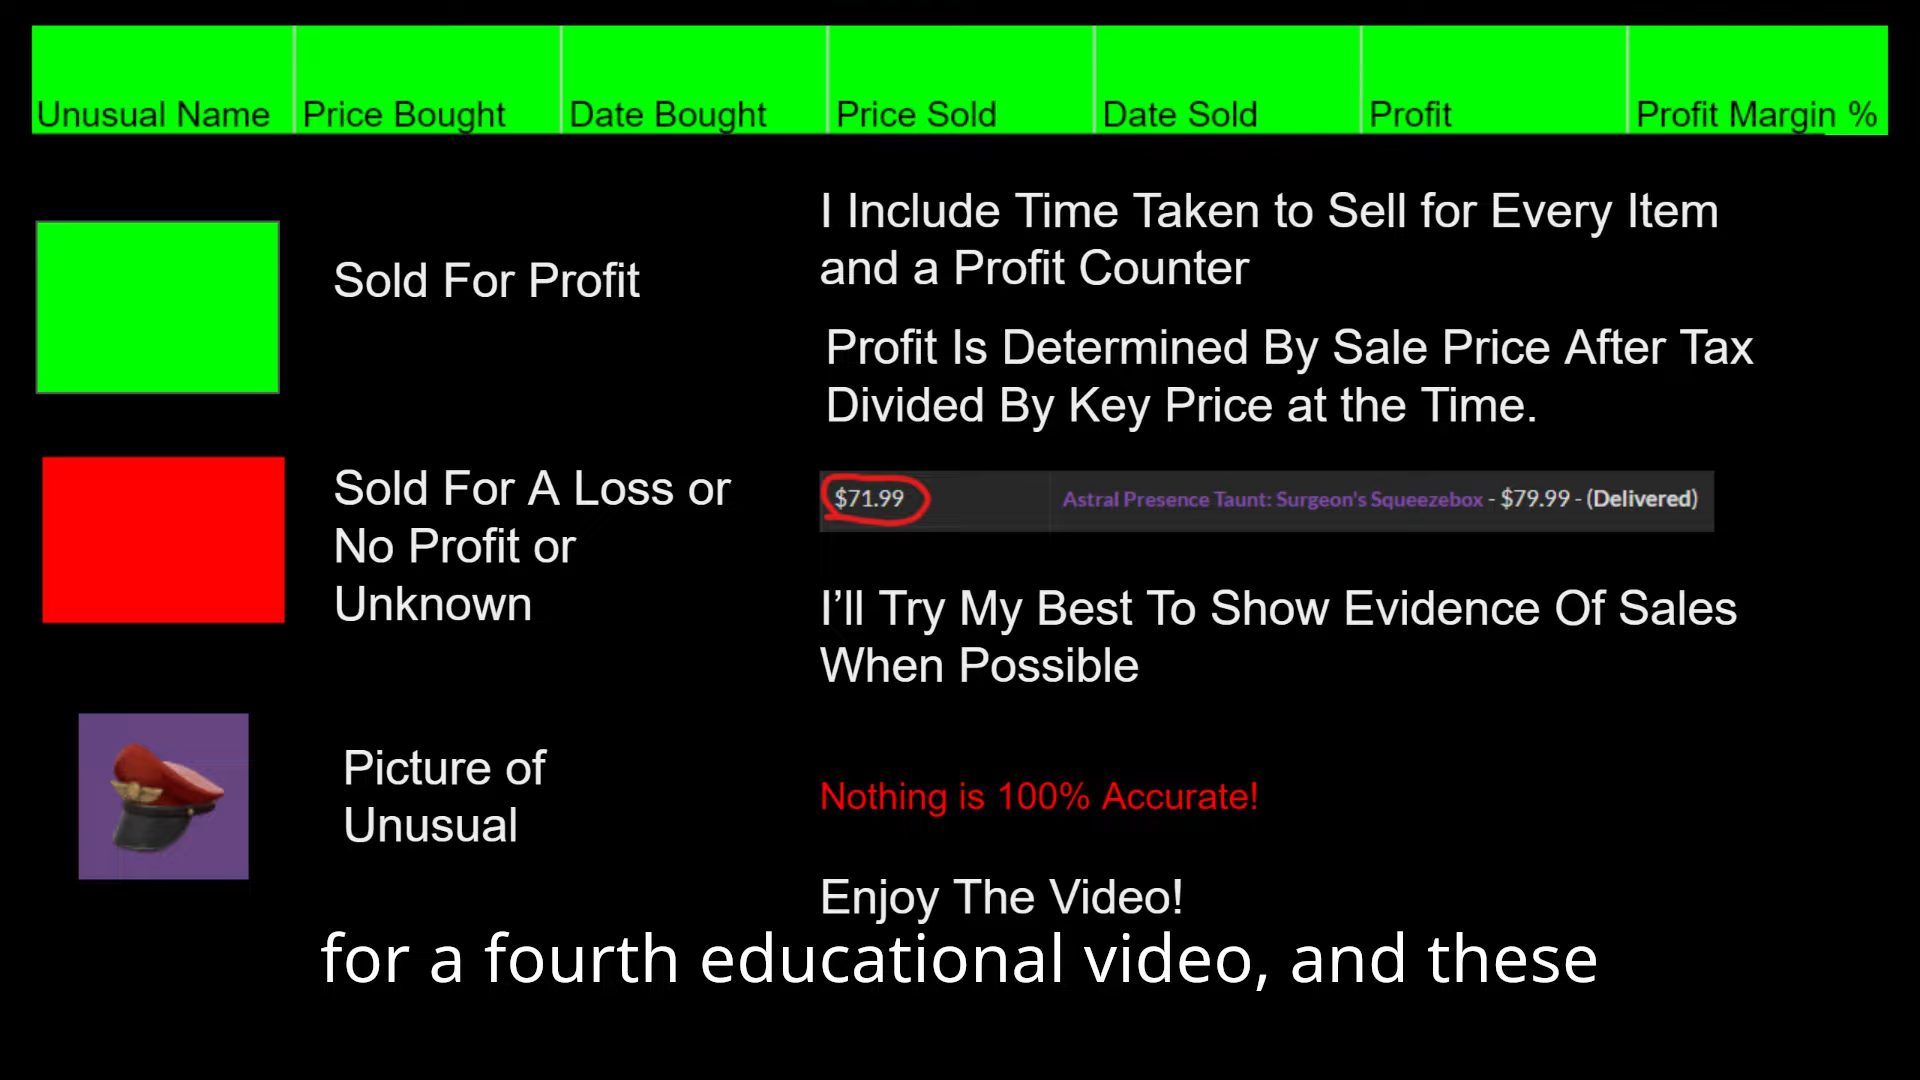 Unusual Name Price Bought Date Bought Price Sold Date Sold Profit Profit Margin %
Sold For Profit
Sold For A Loss or
No Profit or
Unknown
Picture of
Unusual
I Include Time Taken to Sell for Every Item
and a Profit Counter
Profit Is Determined By Sale Price After Tax
Divided By Key Price at the Time.
$71.99 Astral Presence Taunt: Surgeon's Squeezebox - $79.99 - (Delivered)
I’ll Try My Best To Show Evidence Of Sales
When Possible
Nothing is 100% Accurate!
Enjoy The Video!
for a fourth educational video, and these